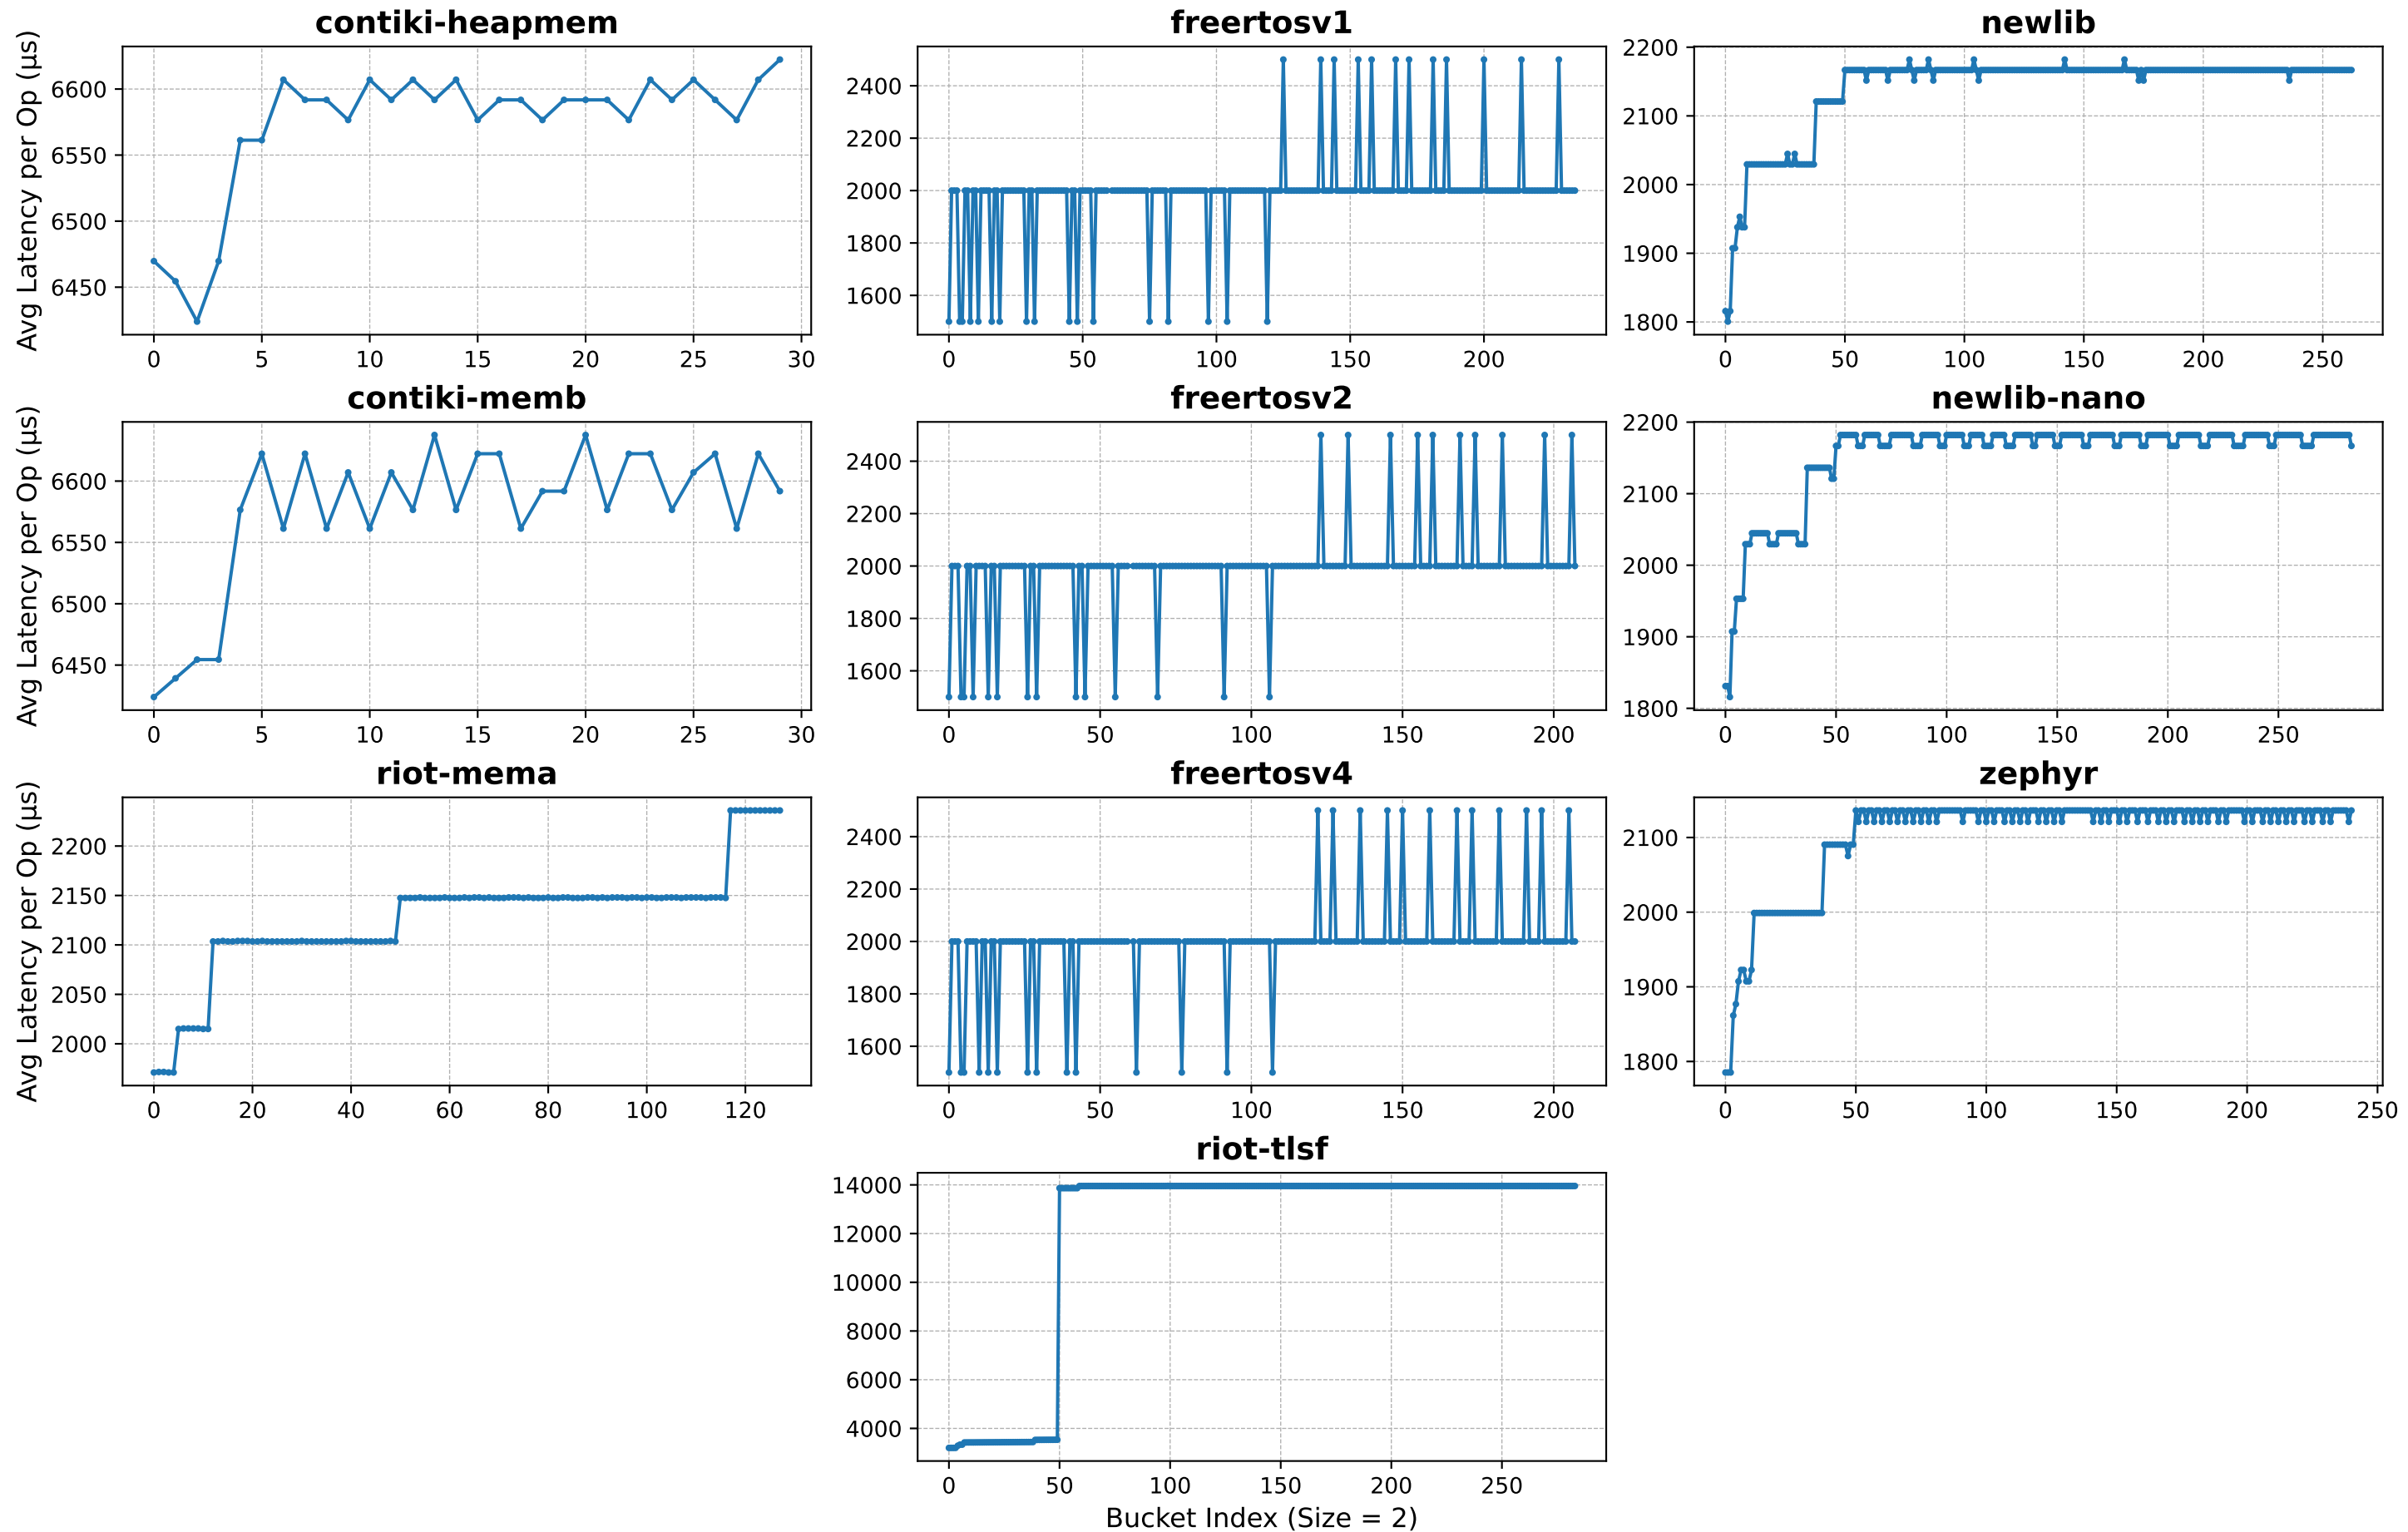 contiki-heapmem
Avg Latency per Op (µs)
6600
6550
6500
6450
0 5 10 15 20 25 30
freertosv1
2400
2200
2000
1800
1600
0 50 100 150 200
newlib
2200
2100
2000
1900
1800
0 50 100 150 200 250
contiki-memb
Avg Latency per Op (µs)
6600
6550
6500
6450
0 5 10 15 20 25 30
freertosv2
2400
2200
2000
1800
1600
0 50 100 150 200
newlib-nano
2200
2100
2000
1900
1800
0 50 100 150 200 250
riot-mema
Avg Latency per Op (µs)
2200
2150
2100
2050
2000
0 20 40 60 80 100 120
freertosv4
2400
2200
2000
1800
1600
0 50 100 150 200
zephyr
2100
2000
1900
1800
0 50 100 150 200 250
riot-tlsf
14000
12000
10000
8000
6000
4000
0 50 100 150 200 250
Bucket Index (Size = 2)